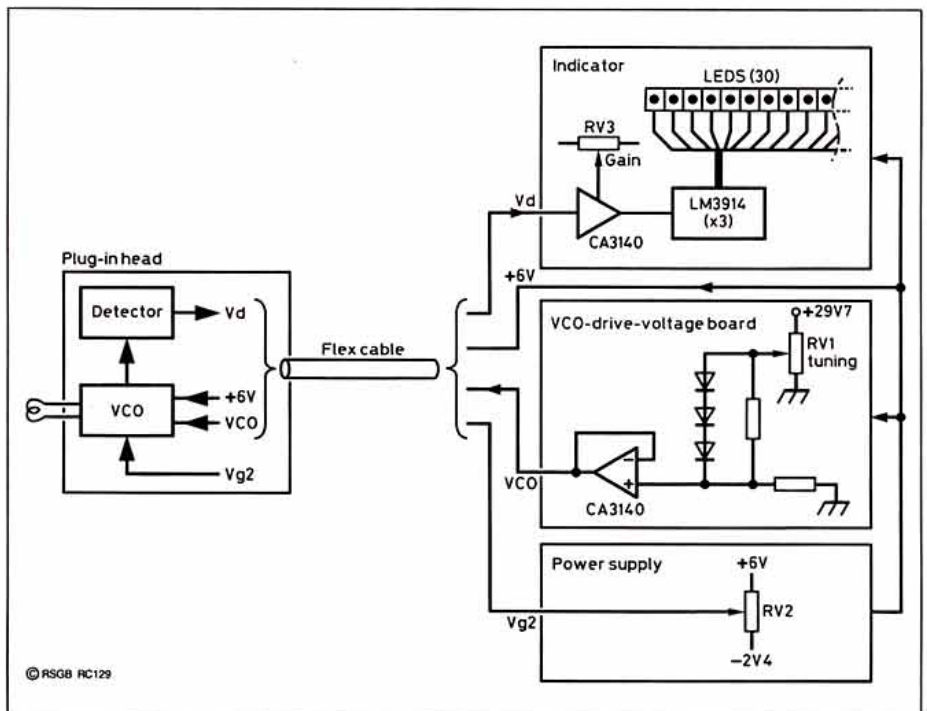 Indicator
LEDS (30)
RV3
Gain
Vd
CA3140
LM3914
(x3)
Plug-in head
Detector
Vd
VCO
+6V
VCO
Vg2
Flex cable
+6V
VCO-drive-voltage board
+29V7
RV1
tuning
-
+
CA3140
VCO
Power supply
+6V
RV2
Vg2
-2V4
© RSGB RC129